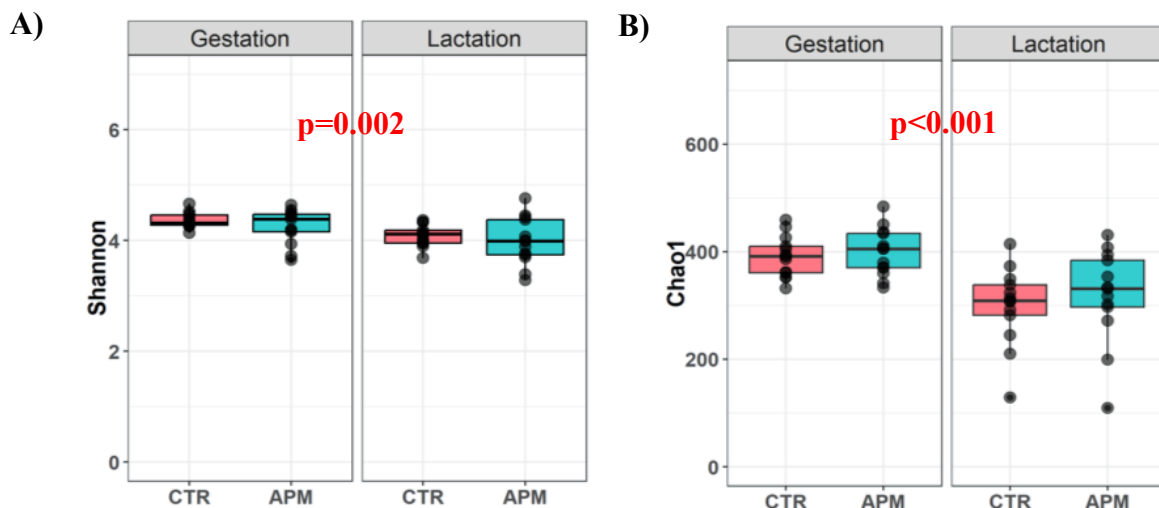 A)
Gestation
Lactation
p=0.002
6
4
2
0
Shannon
CTR
APM
CTR
APM
B)
Gestation
Lactation
p<0.001
600
400
200
0
Chao1
CTR
APM
CTR
APM